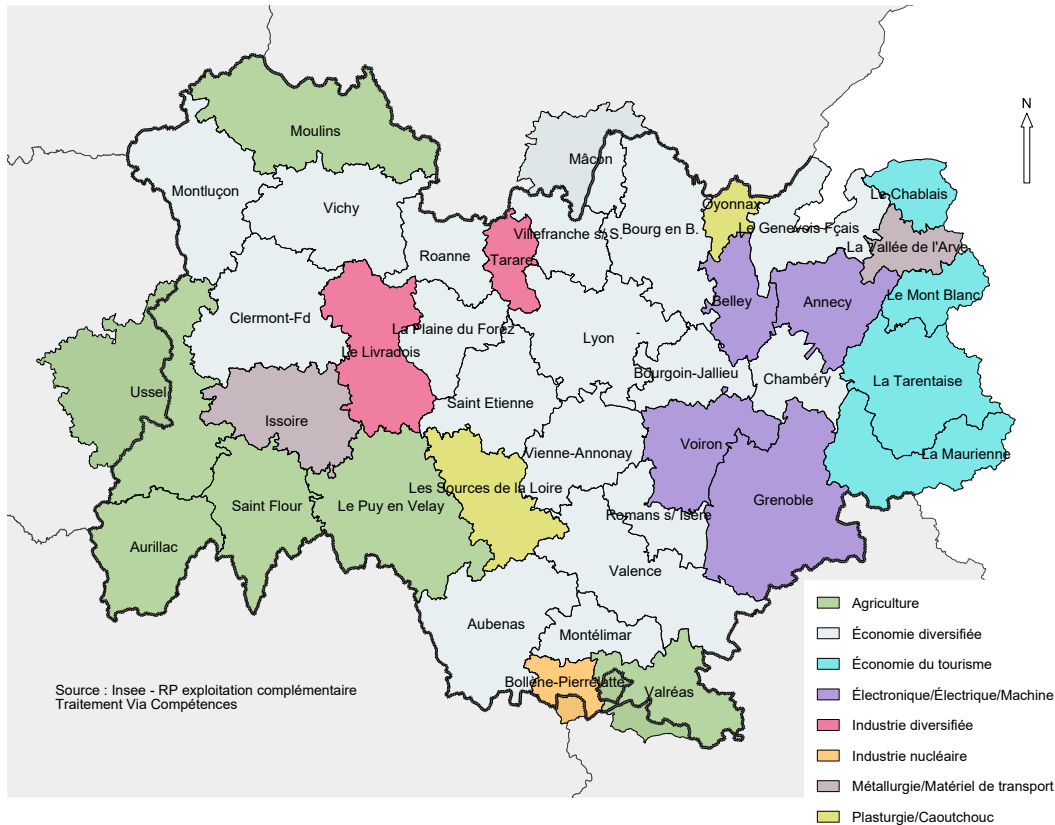 N
Moulins
Mâcon
Montluçon
Vichy
Le Chablais
Oyonnax
Villefranche s/ S.
Bourg en B.
Le Genevois Fçais
La Vallée de l'Arve
Roanne
Tarare
Belley
Annecy
Le Mont Blanc
Clermont-Fd
La Plaine du Forez
Lyon
Le Livradois
Bourgoin-Jallieu
Chambéry
La Tarentaise
Ussel
Saint Etienne
Issoire
Voiron
Vienne-Annonay
La Maurienne
Les Sources de la Loire
Grenoble
Saint Flour
Le Puy en Velay
Romans s/ Isère
Aurillac
Valence
Aubenas
Montélimar
Bollène-Pierrelatte
Valréas
Source : Insee - RP exploitation complémentaire
Traitement Via Compétences
Agriculture
Économie diversifiée
Économie du tourisme
Électronique/Électrique/Machine
Industrie diversifiée
Industrie nucléaire
Métallurgie/Matériel de transport
Plasturgie/Caoutchouc